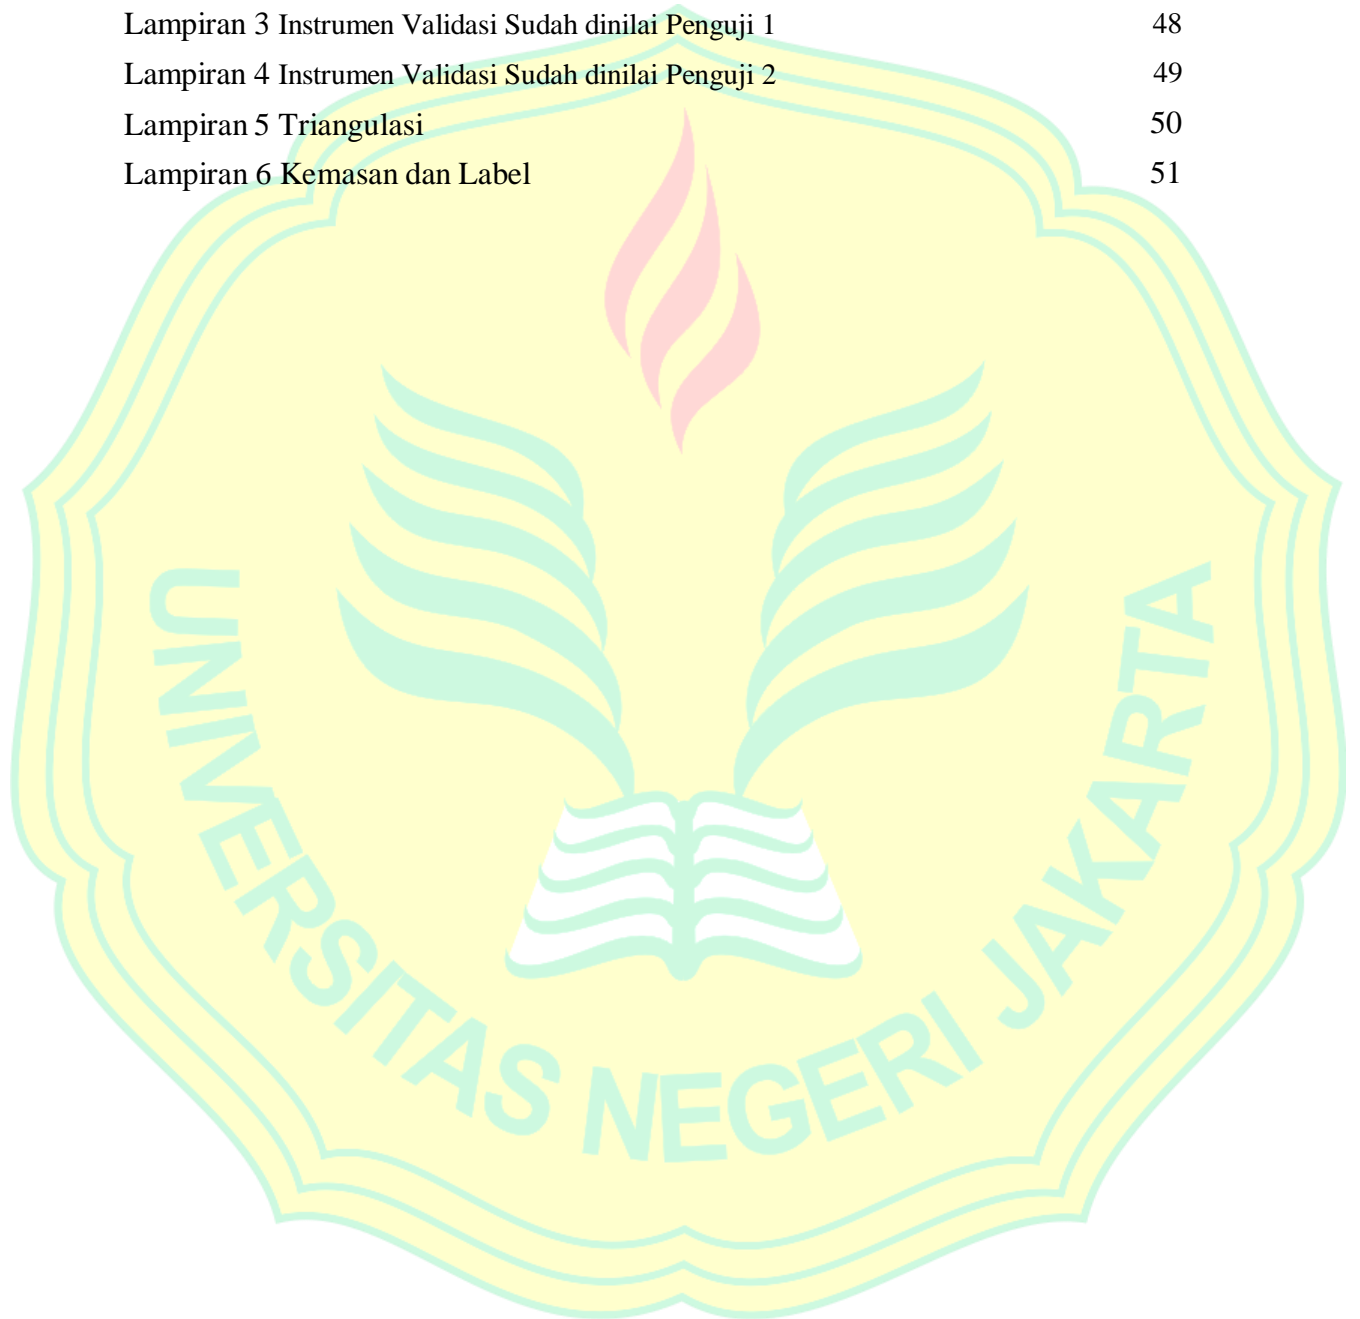 Lampiran 3 Instrumen Validasi Sudah dinilai Penguji 1 48
Lampiran 4 Instrumen Validasi Sudah dinilai Penguji 2 49
Lampiran 5 Triangulasi 50
Lampiran 6 Kemasan dan Label 51
UNIVERSITAS NEGERI JAKARTA